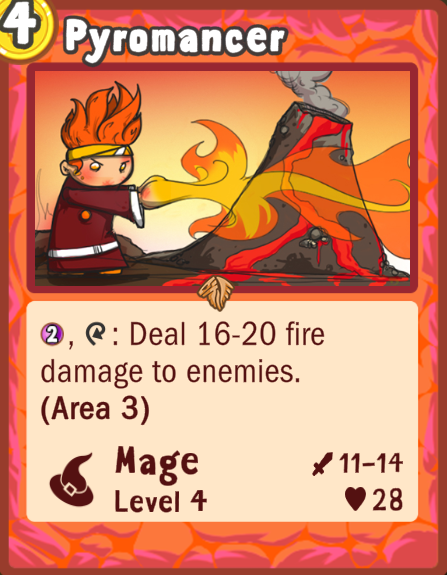 4
Pyromancer
2, : Deal 16-20 fire
damage to enemies.
(Area 3)
Mage 11–14
Level 4 28